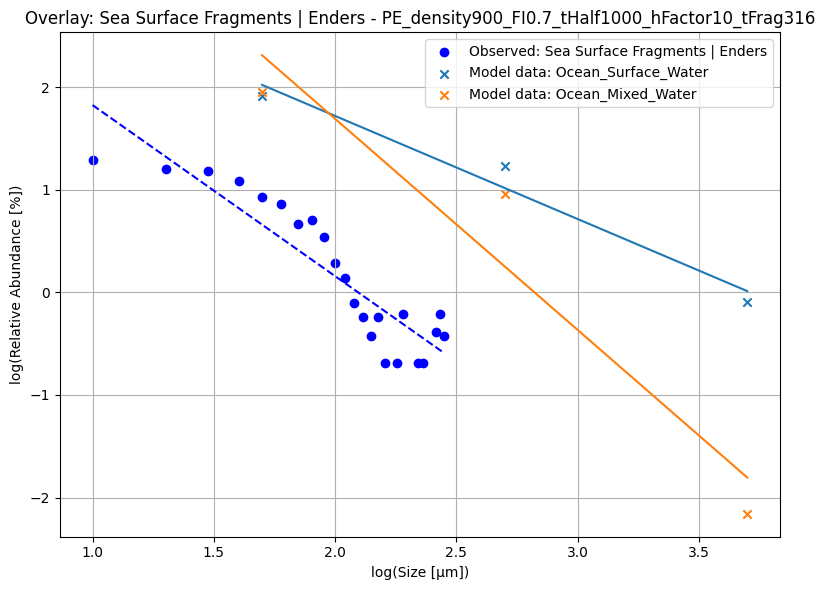 Overlay: Sea Surface Fragments | Enders - PE_density900_FI0.7_tHalf1000_hFactor10_tFrag316
Observed: Sea Surface Fragments | Enders
Model data: Ocean_Surface_Water
Model data: Ocean_Mixed_Water
log(Relative Abundance [%])
2
1
0
−1
−2
1.0 1.5 2.0 2.5 3.0 3.5
log(Size [μm])